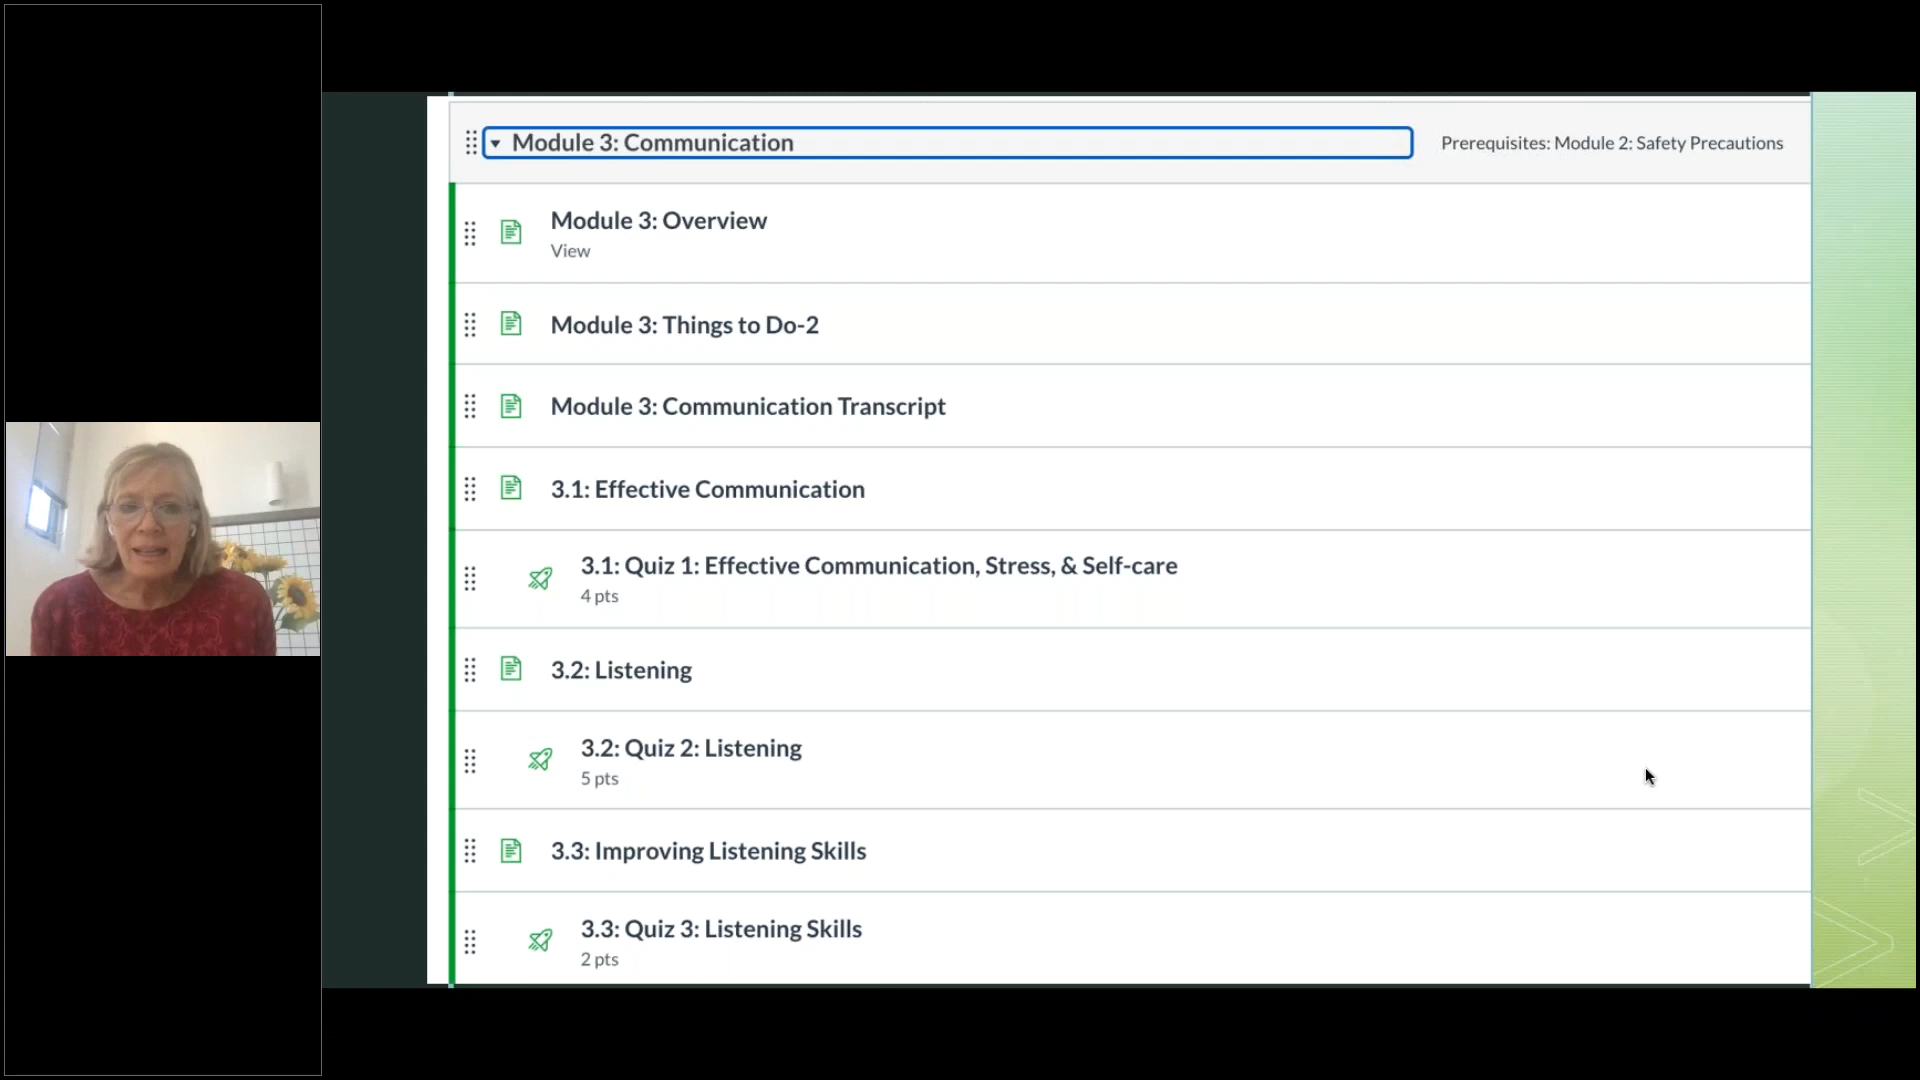 Module 3: Communication
Prerequisites: Module 2: Safety Precautions
Module 3: Overview
View
Module 3: Things to Do-2
Module 3: Communication Transcript
3.1: Effective Communication
3.1: Quiz 1: Effective Communication, Stress, & Self-care
4 pts
3.2: Listening
3.2: Quiz 2: Listening
5 pts
3.3: Improving Listening Skills
3.3: Quiz 3: Listening Skills
2 pts